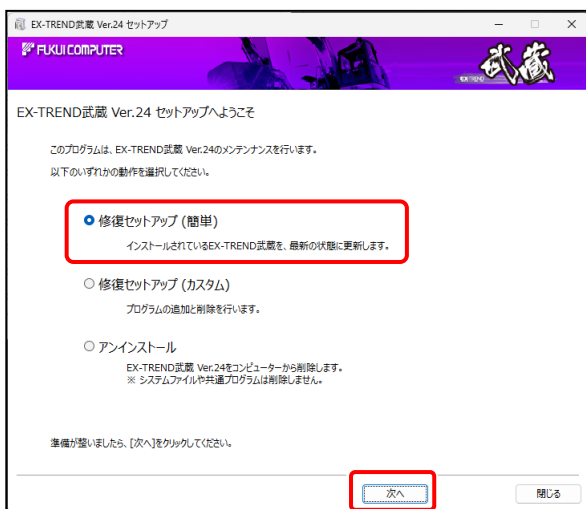 EX-TREND武蔵 Ver.24 セットアップ
FUKUI COMPUTER
EX-TREND 武蔵
EX-TREND武蔵 Ver.24 セットアップへようこそ
このプログラムは、EX-TREND武蔵 Ver.24のメンテナンスを行います。
以下のいずれかの動作を選択してください。
修復セットアップ (簡単)
インストールされているEX-TREND武蔵を、最新の状態に更新します。
修復セットアップ (カスタム)
プログラムの追加と削除を行います。
アンインストール
EX-TREND武蔵 Ver.24をコンピューターから削除します。
※ システムファイルや共通プログラムは削除しません。
準備が整いましたら、[次へ]をクリックしてください。
次へ
閉じる